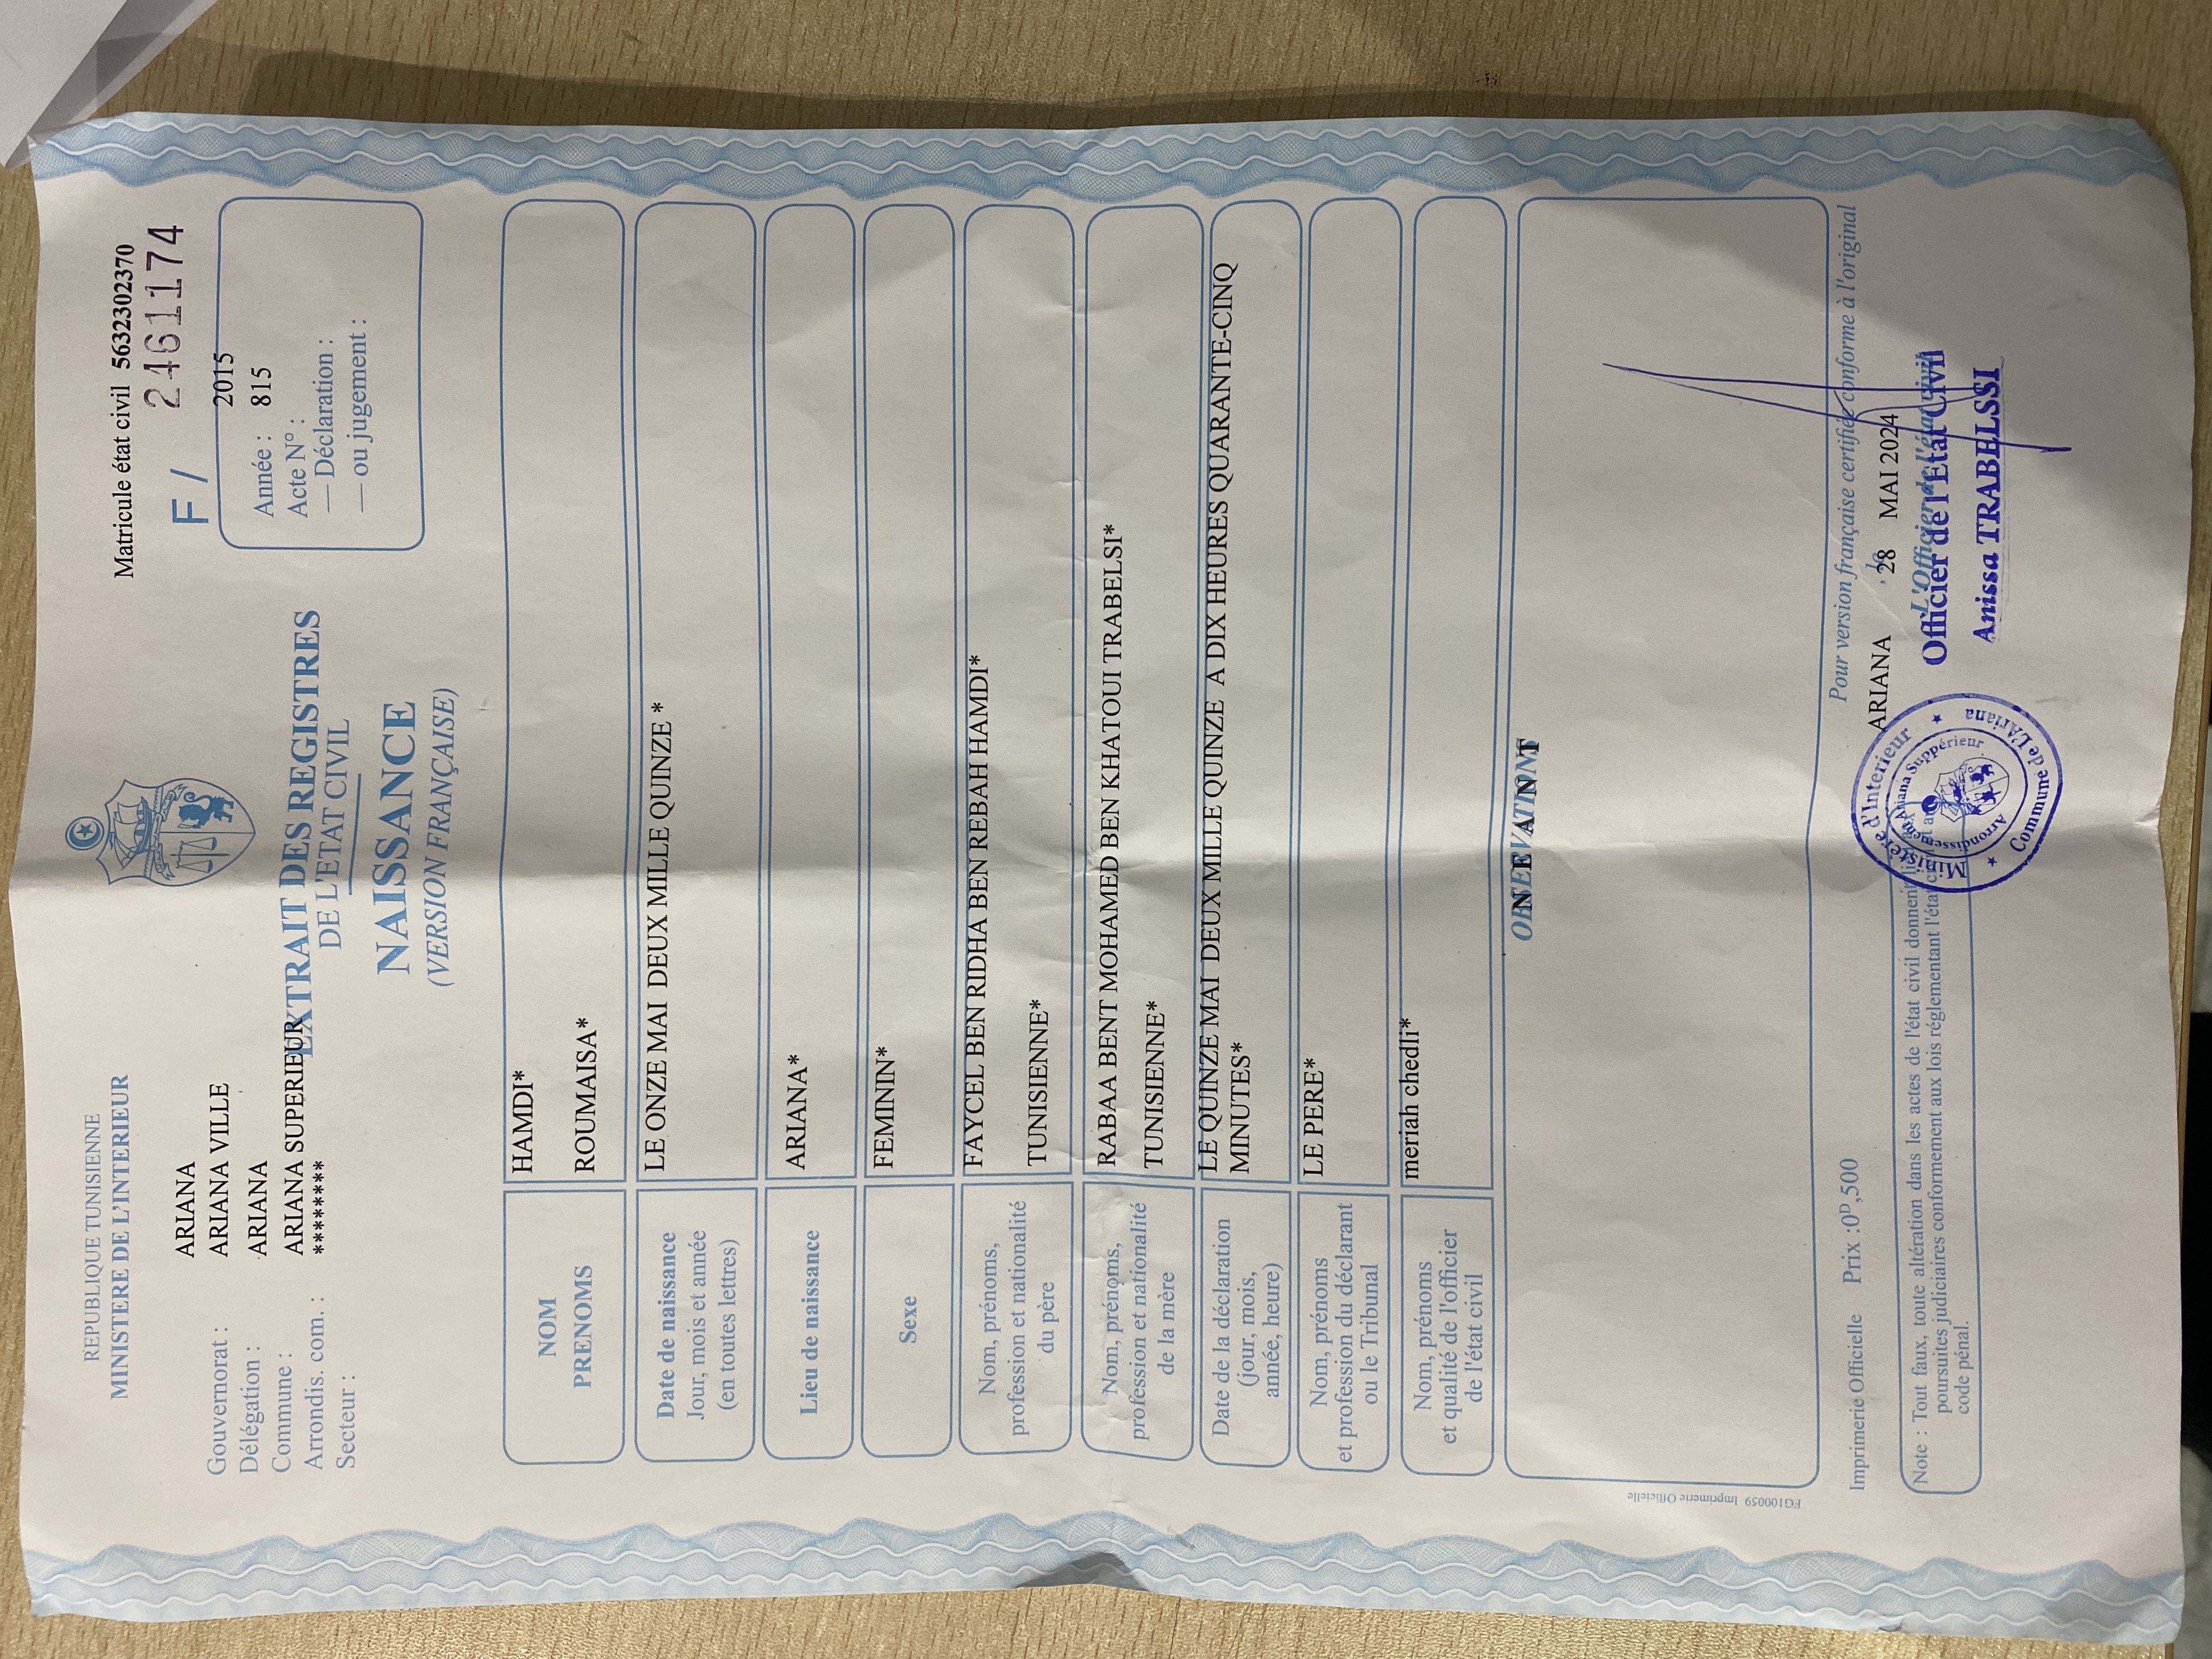 REPUBLIQUE TUNISIENNE
MINISTERE DE L'INTERIEUR
Matricule état civil 5632302370
F / 2461174
Gouvernorat : ARIANA
Délégation : ARIANA VILLE
Commune : ARIANA
Arrondis. com. : ARIANA SUPERIEUR
Secteur : ********
2015
Année :
Acte N° : 815
— Déclaration :
— ou jugement :
EXTRAIT DES REGISTRES
DE L'ETAT CIVIL
NAISSANCE
(VERSION FRANÇAISE)
NOM HAMDI*
PRENOMS ROUMAISA*
Date de naissance
Jour, mois et année
(en toutes lettres)
LE ONZE MAI DEUX MILLE QUINZE *
Lieu de naissance ARIANA*
Sexe FEMININ*
Nom, prénoms,
profession et nationalité
du père
FAYCEL BEN RIDHA BEN REBAH HAMDI*
TUNISIENNE*
Nom, prénoms,
profession et nationalité
de la mère
RABAA BENT MOHAMED BEN KHATOUI TRABELSI*
TUNISIENNE*
Date de la déclaration
(jour, mois,
année, heure)
LE QUINZE MAI DEUX MILLE QUINZE A DIX HEURES QUARANTE-CINQ
MINUTES*
Nom, prénoms
et profession du déclarant
ou le Tribunal
LE PERE*
Nom, prénoms
et qualité de l'officier
de l'état civil
meriah chedli*
OBSERVATIONS
NEANT
FG100059 Imprimerie Officielle
Imprimerie Officielle Prix :0D,500
Pour version française certifiée conforme à l'original
ARIANA , le 28 MAI 2024
L'Officier de l'état civil
Officier de l'Etat Civil
Anissa TRABELSSI
Ministère d'Interieur
Commune de L'Ariana
Arrondissement Ariana Suppérieur
Note : Tout faux, toute altération dans les actes de l'état civil donnent
poursuites judiciaires conformément aux lois réglementant l'état
code pénal.